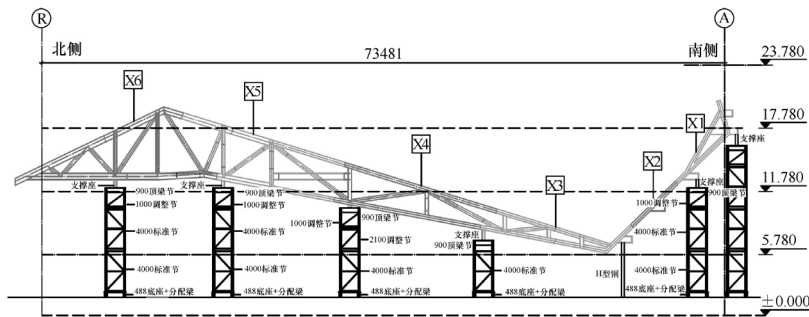 R
A
北侧
73481
南侧
23.780
X6
X5
17.780
X1
支撑座
X4
X2
支撑座
支撑座
支撑座
11.780
900顶梁节
900顶梁节
900顶梁节
1000调整节
1000调整节
X3
1000调整节
900顶梁节
1000调整节
4000标准节
4000标准节
2100调整节
支撑座
900顶梁节
4000标准节
5.780
4000标准节
4000标准节
4000标准节
4000标准节
H型钢
4000标准节
488底座+分配梁
488底座+分配梁
488底座+分配梁
488底座+分配梁
488底座+分配梁
±0.000